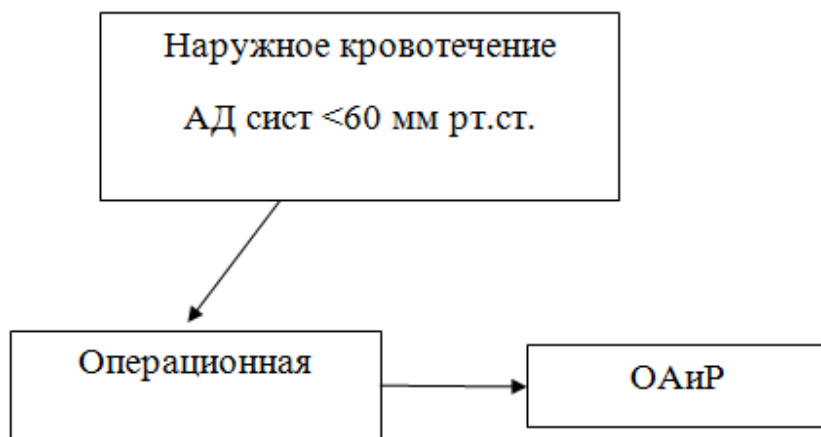 Наружное кровотечение
АД сист <60 мм рт.ст.
Операционная
ОАиР